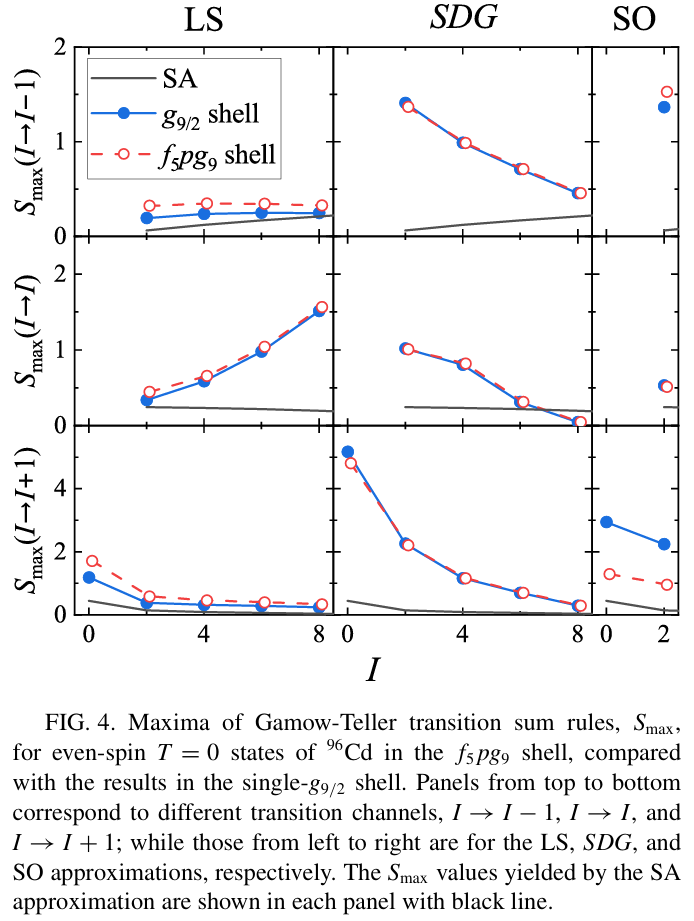 LS SDG SO
2
SA
g9/2 shell
f5pg9 shell
1
0
Smax(I→I−1)
2
1
0
Smax(I→I)
4
2
0
Smax(I→I+1)
0 4 8 0 4 8 0 2
I
FIG. 4. Maxima of Gamow-Teller transition sum rules, Smax,
for even-spin T = 0 states of 96Cd in the f5pg9 shell, compared
with the results in the single-g9/2 shell. Panels from top to bottom
correspond to different transition channels, I → I − 1, I → I, and
I → I + 1; while those from left to right are for the LS, SDG, and
SO approximations, respectively. The Smax values yielded by the SA
approximation are shown in each panel with black line.